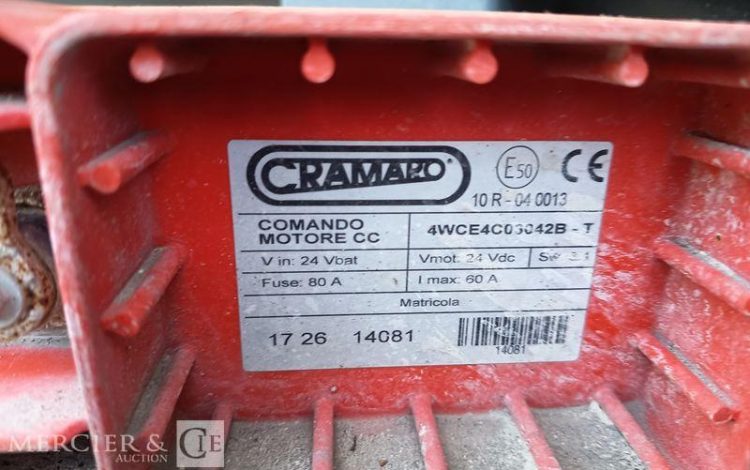 CRAMARO®
E50 CE
10 R - 04 0013
COMANDO
MOTORE CC
4WCE4C03042B - T
V in: 24 Vbat
Vmot: 24 Vdc
Fuse: 80 A
I max: 60 A
Matricola
17 26 14081
14081
MERCIER & CIE
AUCTION